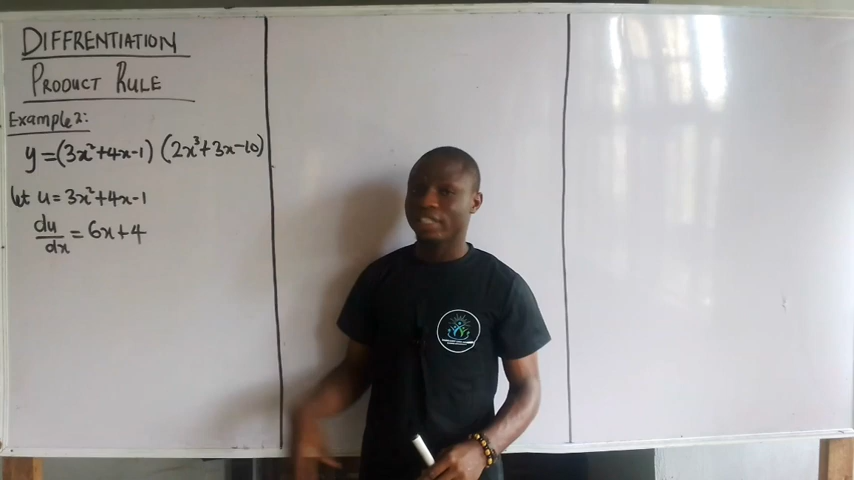 DIFFRENTIATION
PRODUCT RULE
Example 2:
y=(3x²+4x-1) (2x³+3x-10)
let u=3x²+4x-1
du/dx=6x+4